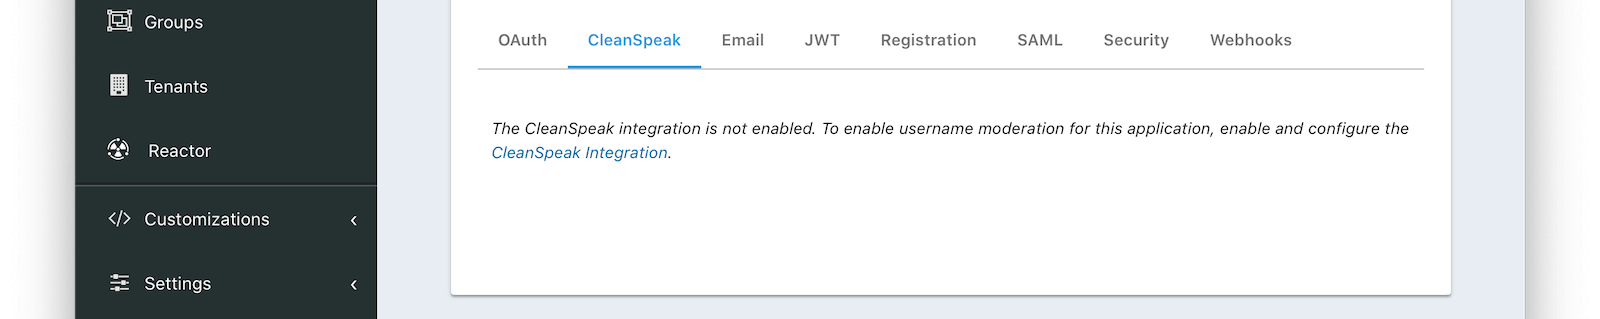 Groups
Tenants
Reactor
Customizations
Settings
OAuth CleanSpeak Email JWT Registration SAML Security Webhooks
The CleanSpeak integration is not enabled. To enable username moderation for this application, enable and configure the
CleanSpeak Integration.